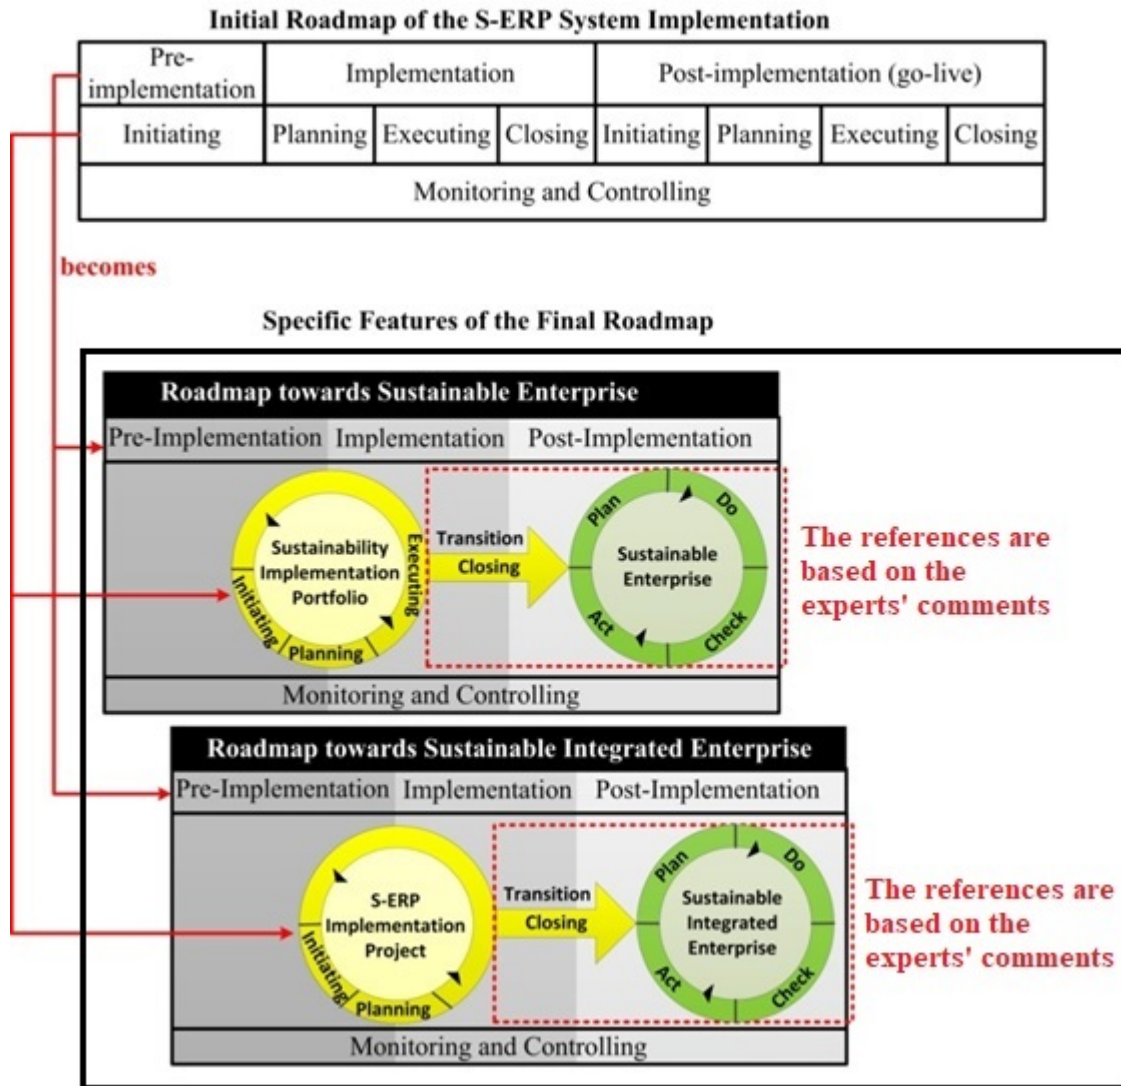 Initial Roadmap of the S-ERP System Implementation
Pre-
implementation
Implementation
Post-implementation (go-live)
Initiating
Planning
Executing
Closing
Initiating
Planning
Executing
Closing
Monitoring and Controlling
becomes
Specific Features of the Final Roadmap
Roadmap towards Sustainable Enterprise
Pre-Implementation
Implementation
Post-Implementation
Sustainability
Implementation
Portfolio
Initiating
Planning
Executing
Transition
Closing
Sustainable
Enterprise
Plan
Do
Check
Act
The references are
based on the
experts' comments
Monitoring and Controlling
Roadmap towards Sustainable Integrated Enterprise
Pre-Implementation
Implementation
Post-Implementation
S-ERP
Implementation
Project
Initiating
Planning
Transition
Closing
Sustainable
Integrated
Enterprise
Plan
Do
Check
Act
The references are
based on the
experts' comments
Monitoring and Controlling